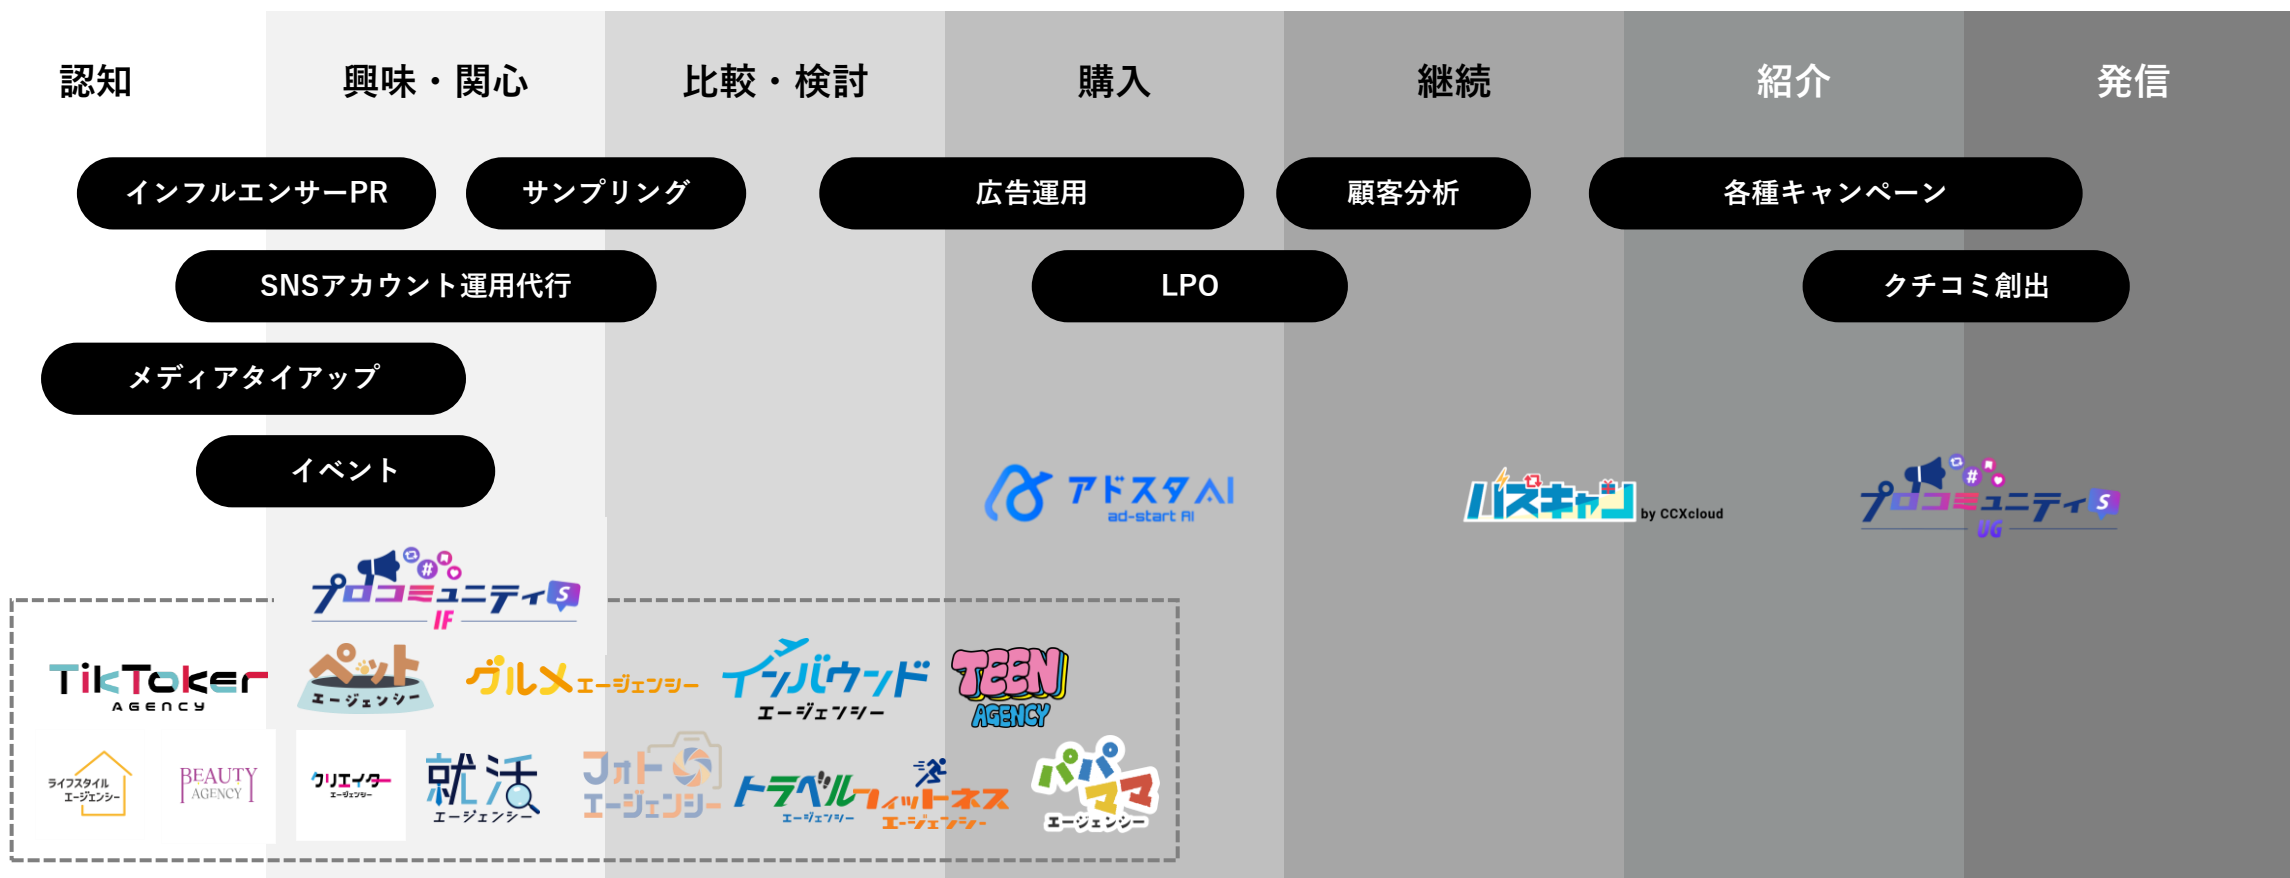 認知
興味・関心
比較・検討
購入
継続
紹介
発信
インフルエンサーPR
サンプリング
広告運用
顧客分析
各種キャンペーン
SNSアカウント運用代行
LPO
クチコミ創出
メディアタイアップ
イベント
アドスタAI
ad-start AI
バズキャン
by CCXcloud
プロコミュニティS
UG
プロコミュニティS
IF
TikToker
AGENCY
ペット
エージェンシー
グルメエージェンシー
インバウンド
エージェンシー
TEEN
AGENCY
ライフスタイル
エージェンシー
BEAUTY
AGENCY
クリエイター
エージェンシー
就活
エージェンシー
フォト
エージェンシー
トラベル
エージェンシー
フィットネス
エージェンシー
パパ
ママ
エージェンシー